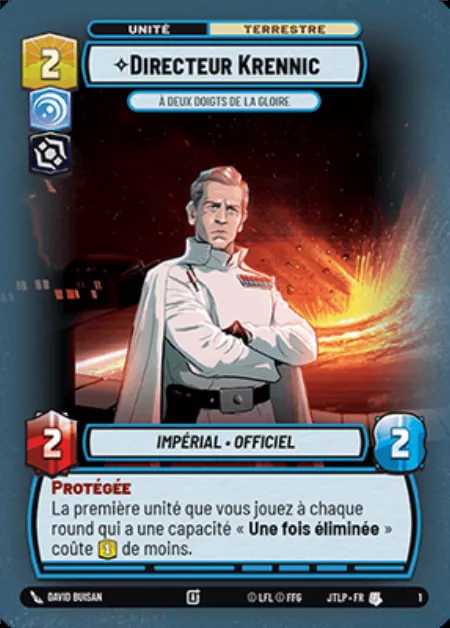 UNITÉ
TERRESTRE
2
DIRECTEUR KRENNIC
À DEUX DOIGTS DE LA GLOIRE
2
IMPÉRIAL • OFFICIEL
2
PROTÉGÉE
La première unité que vous jouez à chaque
round qui a une capacité « Une fois éliminée »
coûte 1 de moins.
DAVID BUISAN
© LFL © FFG
JTLP • FR
1